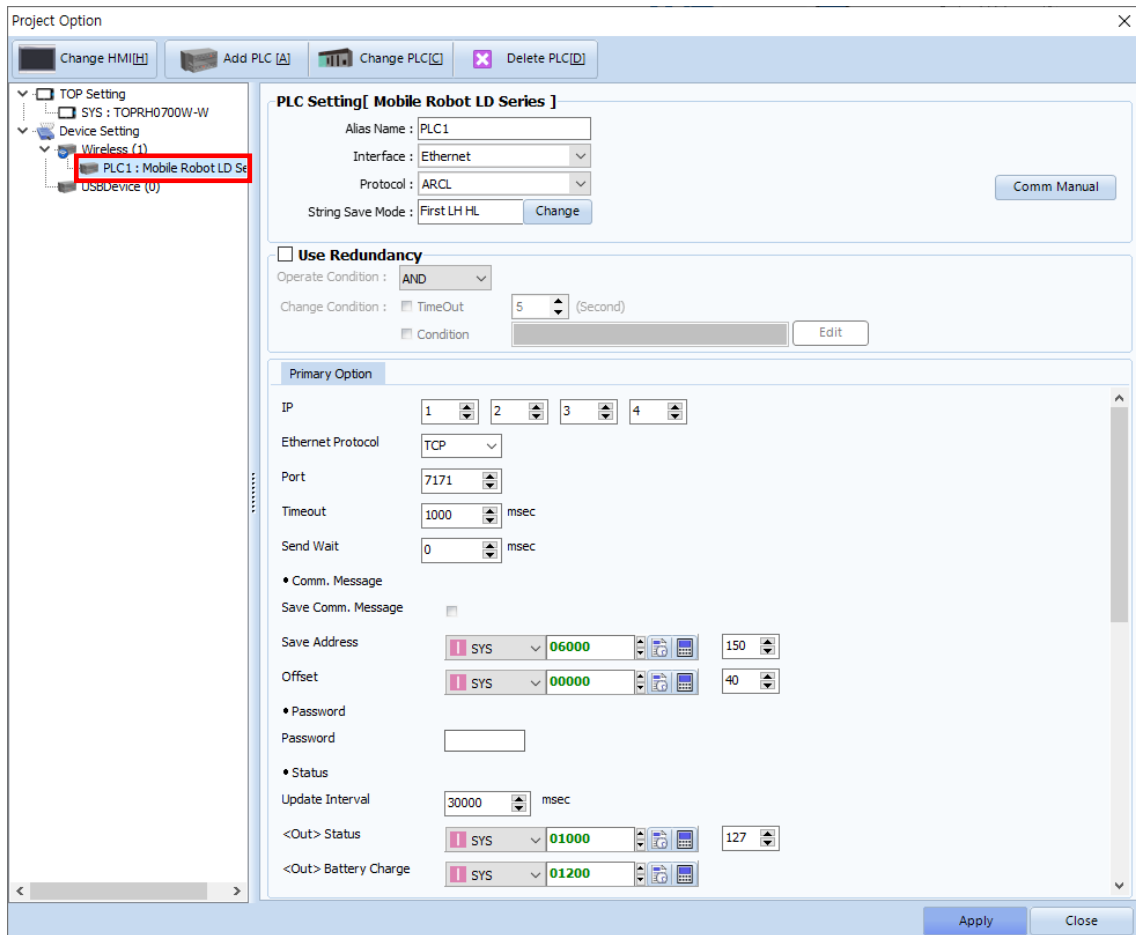 Project Option
Change HMI[H] Add PLC [A] Change PLC[C] Delete PLC[D]
TOP Setting
SYS : TOPRH0700W-W
Device Setting
Wireless (1)
PLC1 : Mobile Robot LD Se
USBDevice (0)
PLC Setting[ Mobile Robot LD Series ]
Alias Name : PLC1
Interface : Ethernet
Protocol : ARCL
Comm Manual
String Save Mode : First LH HL Change
Use Redundancy
Operate Condition : AND
Change Condition : TimeOut 5 (Second)
Condition Edit
Primary Option
IP 1 2 3 4
Ethernet Protocol TCP
Port 7171
Timeout 1000 msec
Send Wait 0 msec
• Comm. Message
Save Comm. Message
Save Address SYS 06000 150
Offset SYS 00000 40
• Password
Password
• Status
Update Interval 30000 msec
<Out> Status SYS 01000 127
<Out> Battery Charge SYS 01200
Apply Close